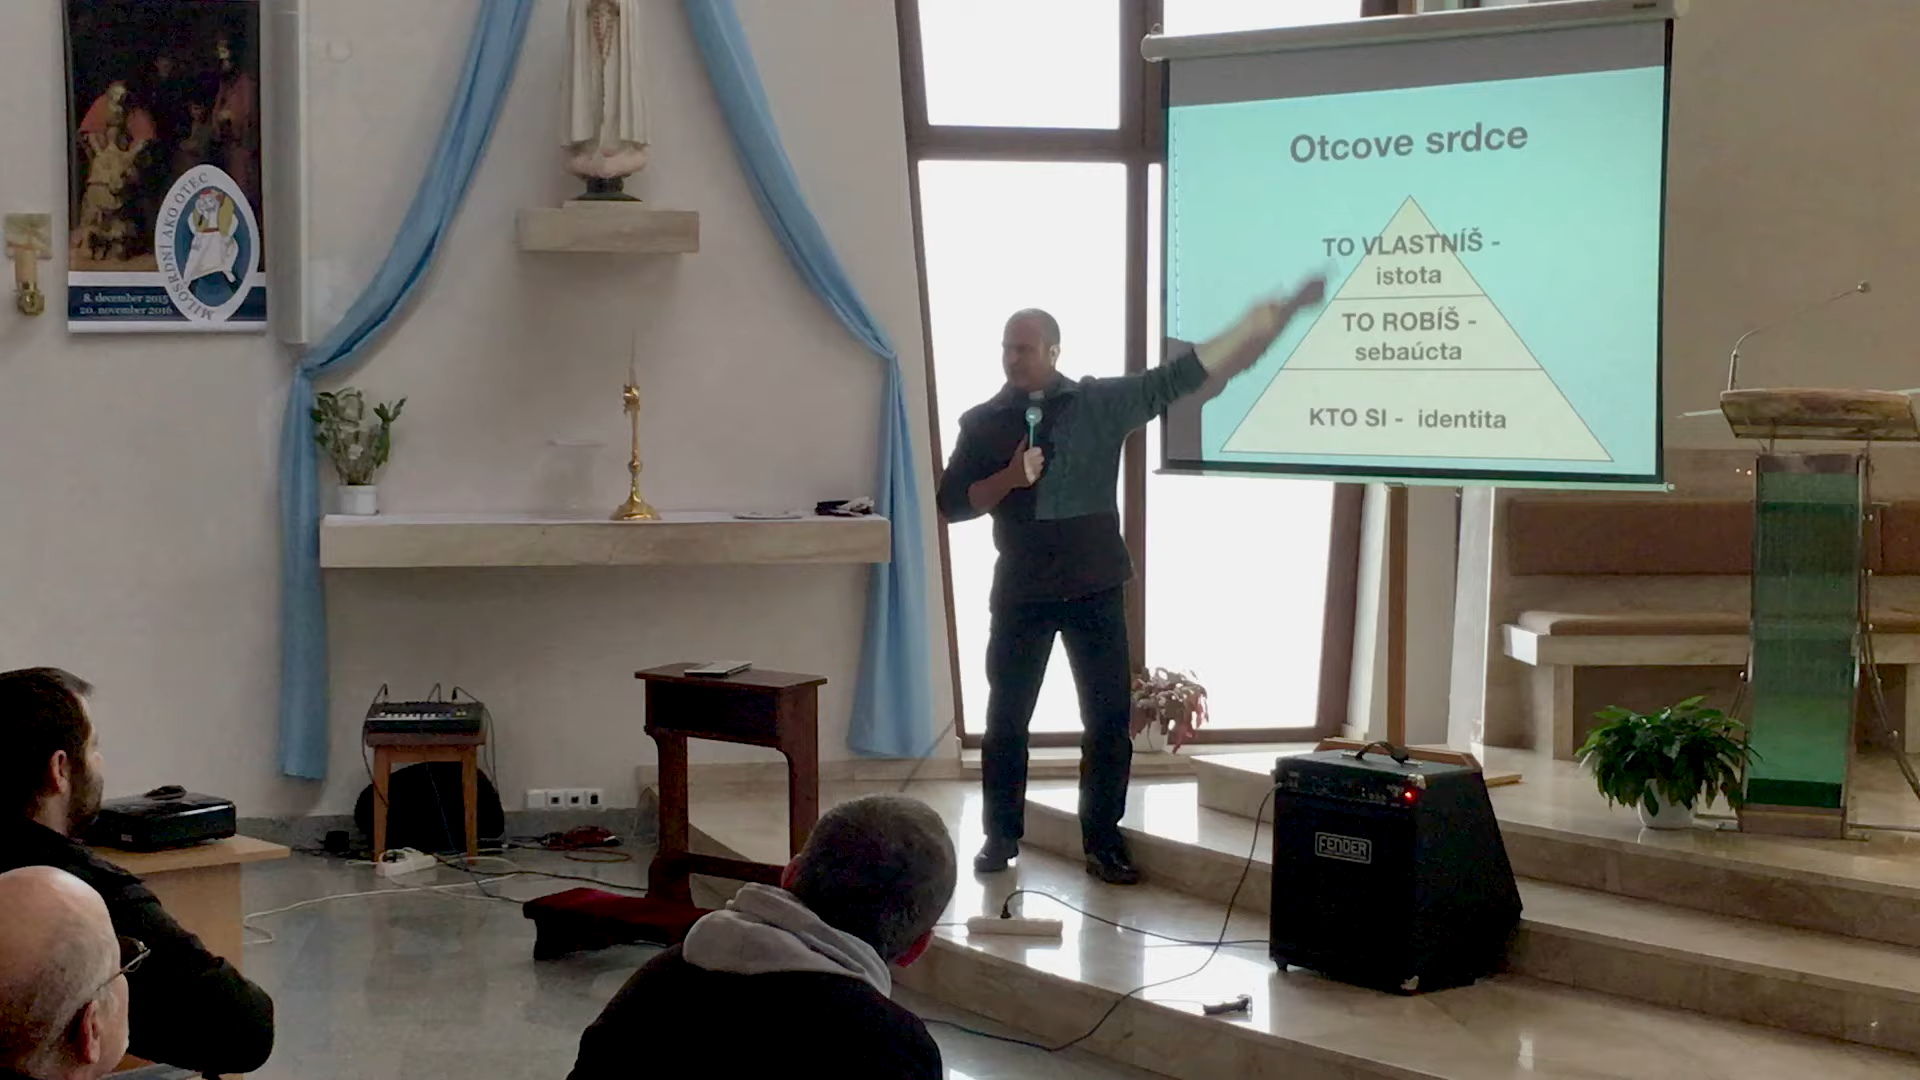 MILOSRDNÍ AKO OTEC
8. december 2015
20. november 2016
Otcove srdce
TO VLASTNÍŠ -
istota
TO ROBÍŠ -
sebaúcta
KTO SI - identita
FENDER